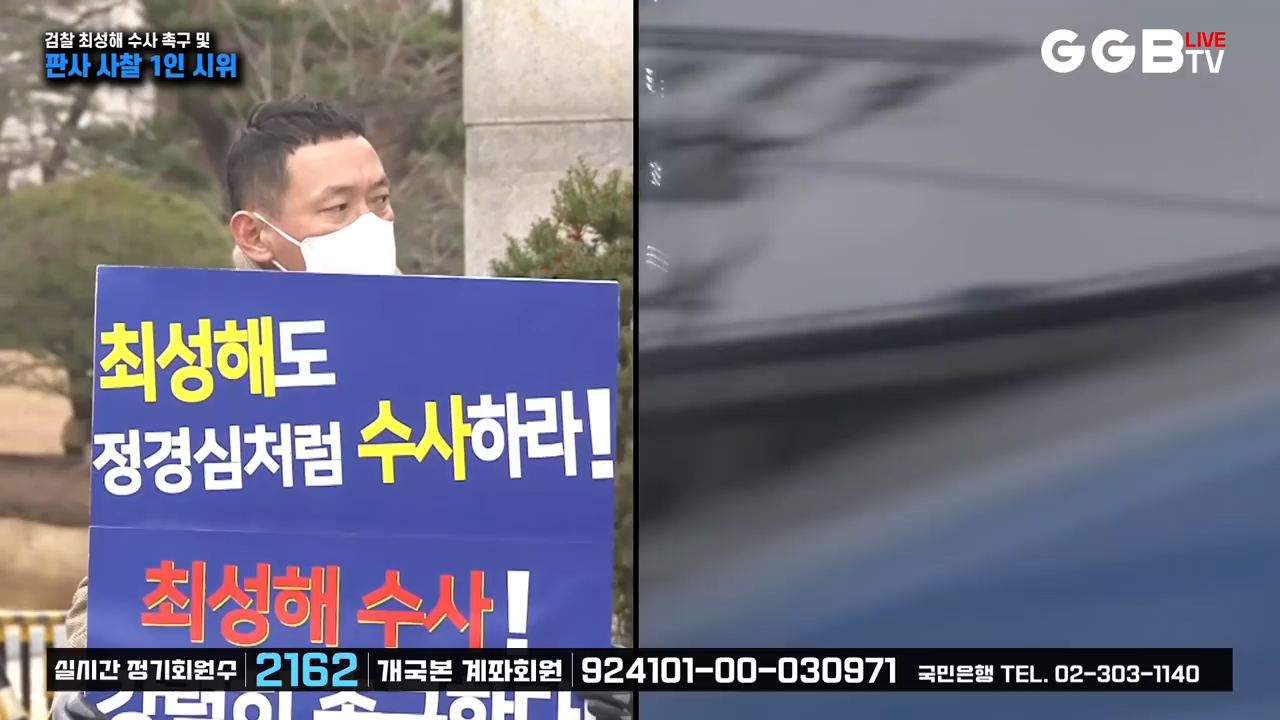 검찰 최성해 수사 촉구 및
판사 사찰 1인 시위
GGB LIVE TV
최성해도
정경심처럼 수사하라!
최성해 수사!
실시간 정기회원수 2162 개국본 계좌회원 924101-00-030971 국민은행 TEL. 02-303-1140